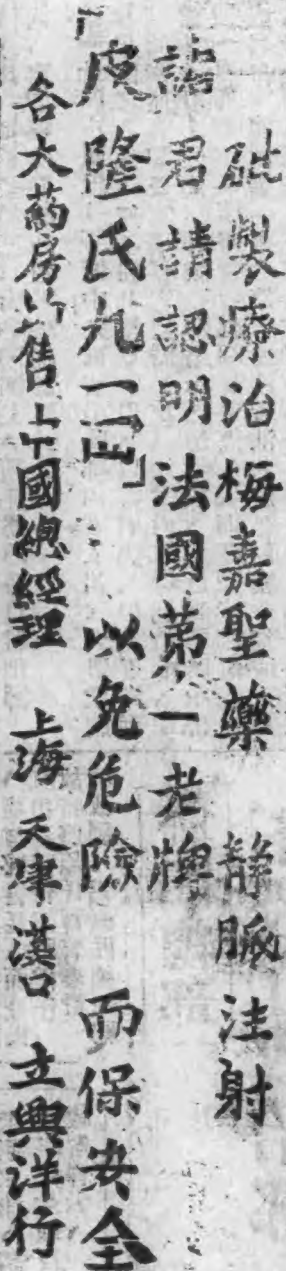 砒製療治梅毒聖藥 靜脈注射
諸君請認明法國第一老牌
「皮隆氏九一四」 以免危險 而保安全
各大藥房均售 中國總經理 上海 天津 漢口 立興洋行